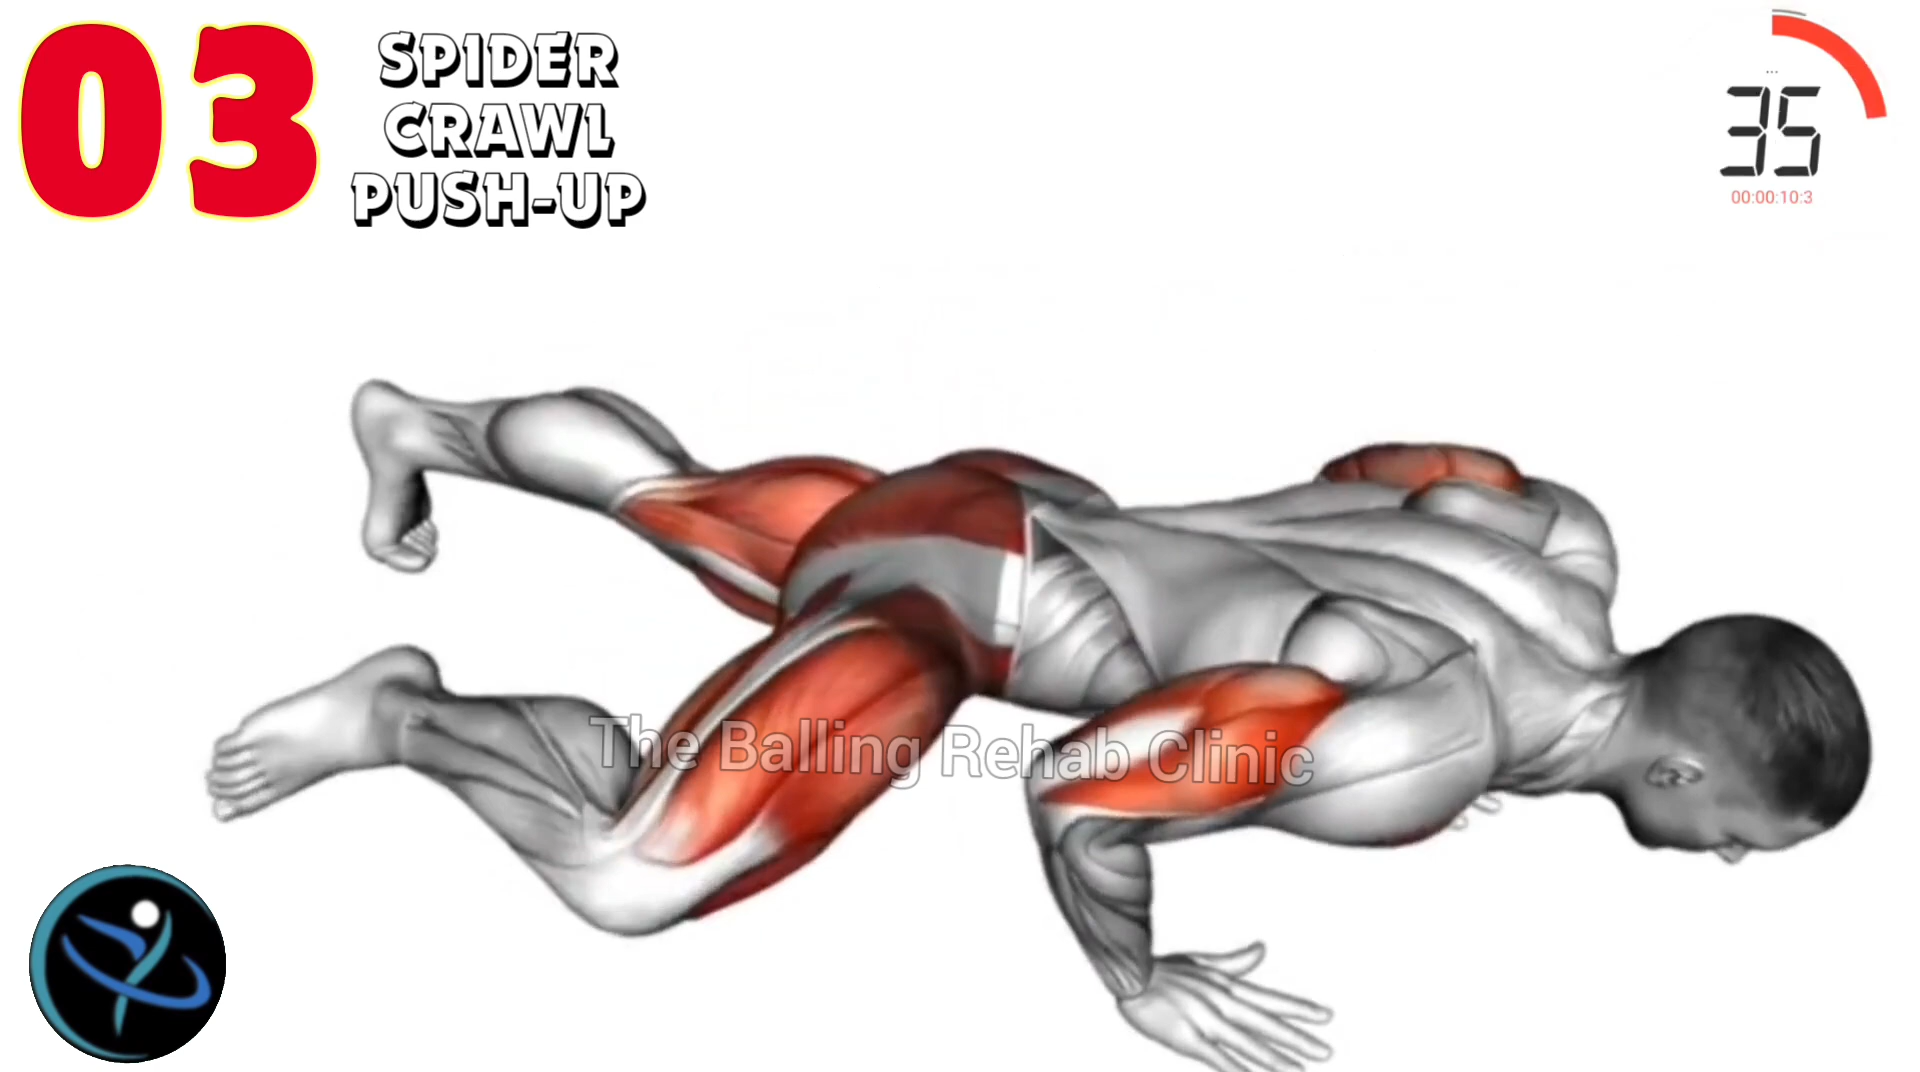 03
SPIDER
CRAWL
PUSH-UP
...
35
00:00:10:3
The Balling Rehab Clinic